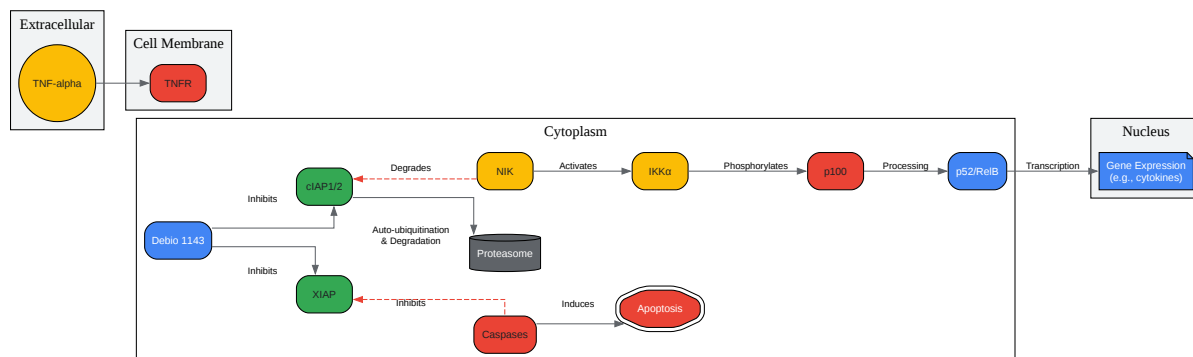 Extracellular
TNF-alpha
Cell Membrane
TNFR
Cytoplasm
Nucleus
Degrades
NIK
Activates
IKKα
Phosphorylates
p100
Processing
p52/RelB
Transcription
Gene Expression
(e.g., cytokines)
cIAP1/2
Inhibits
Debio 1143
Auto-ubiquitination
& Degradation
Proteasome
Inhibits
XIAP
Inhibits
Caspases
Induces
Apoptosis